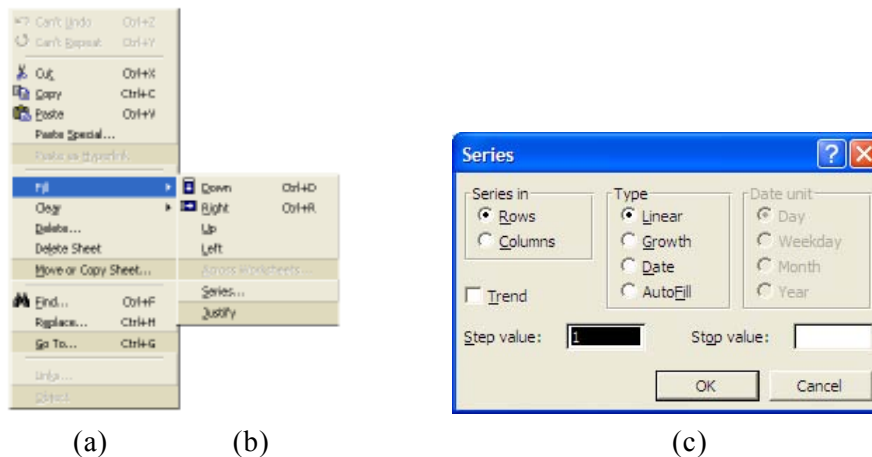 Can't Undo Ctrl+Z
Can't Repeat Ctrl+Y
Cut Ctrl+X
Copy Ctrl+C
Paste Ctrl+V
Paste Special...
Paste as Hyperlink
Fill
Clear
Delete...
Delete Sheet
Move or Copy Sheet...
Find... Ctrl+F
Replace... Ctrl+H
Go To... Ctrl+G
Links...
Object
Down Ctrl+D
Right Ctrl+R
Up
Left
Across Worksheets...
Series...
Justify
Series
Series in
Rows
Columns
Trend
Type
Linear
Growth
Date
AutoFill
Date unit
Day
Weekday
Month
Year
Step value: 1 Stop value:
OK Cancel
(a) (b) (c)